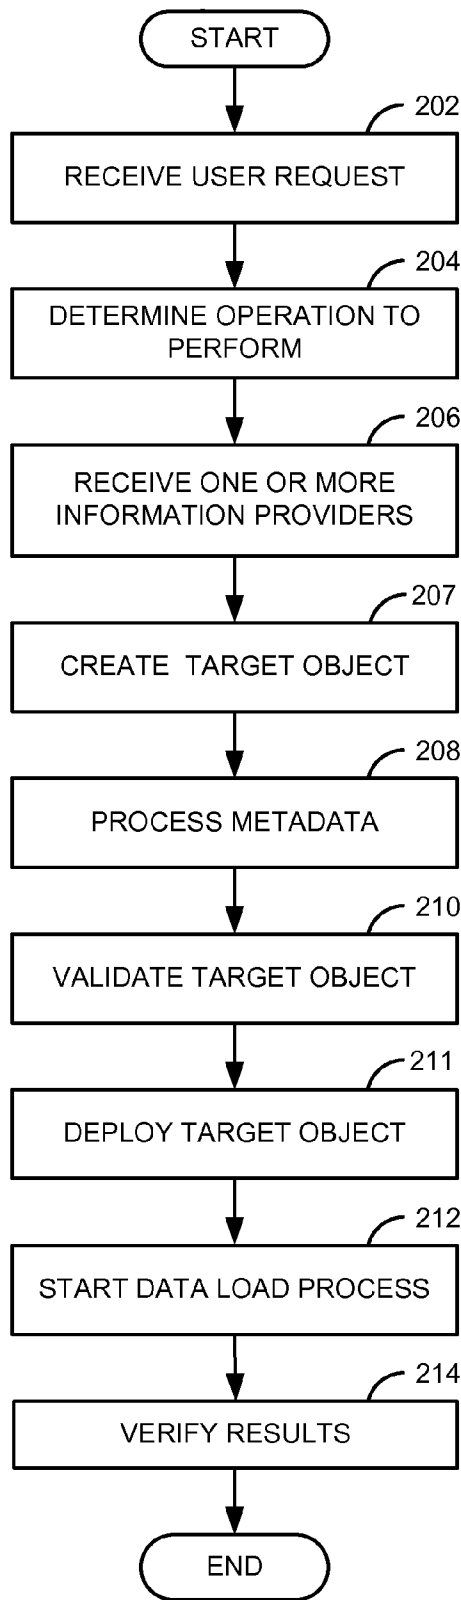 START
202
RECEIVE USER REQUEST
204
DETERMINE OPERATION TO
PERFORM
206
RECEIVE ONE OR MORE
INFORMATION PROVIDERS
207
CREATE TARGET OBJECT
208
PROCESS METADATA
210
VALIDATE TARGET OBJECT
211
DEPLOY TARGET OBJECT
212
START DATA LOAD PROCESS
214
VERIFY RESULTS
END